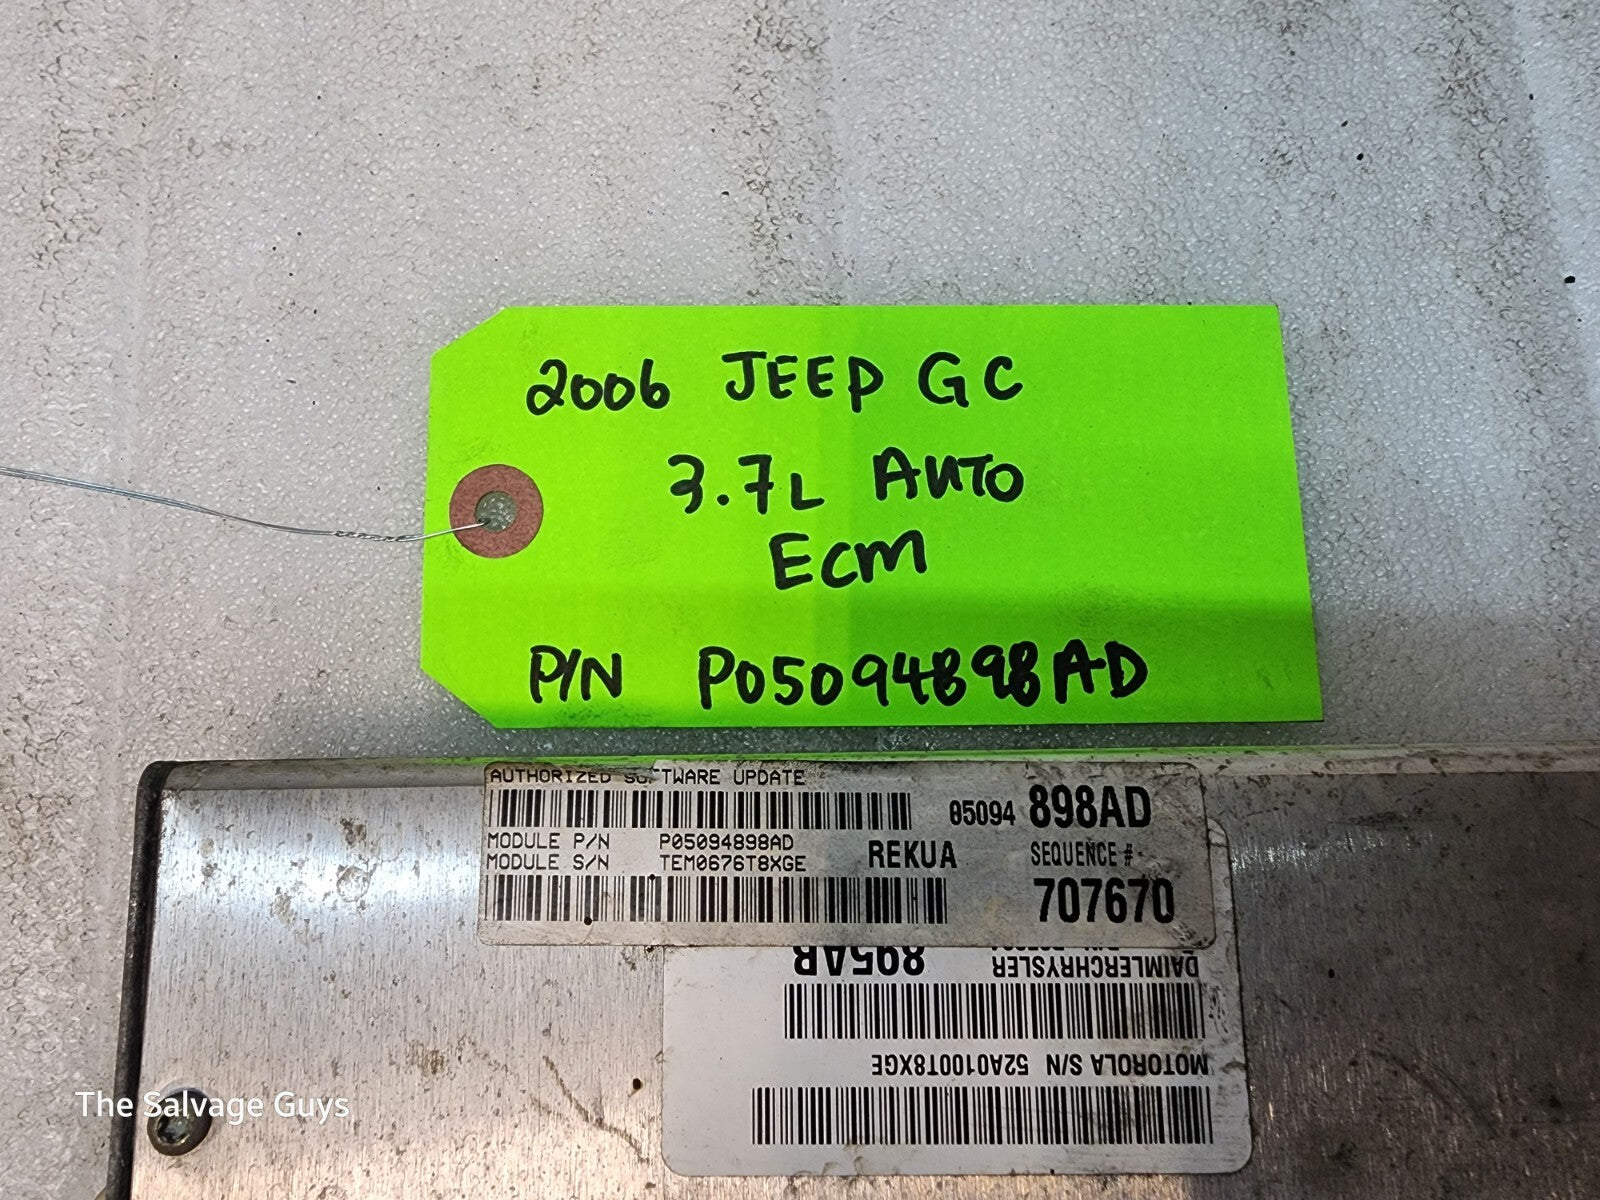 2006 JEEP GC
3.7L AUTO
ECM
P/N P05094898AD
AUTHORIZED SOFTWARE UPDATE
05094 898AD
MODULE P/N P05094898AD
MODULE S/N TEM0676T8XGE
REKUA
SEQUENCE #
707670
DAIMLERCHRYSLER 895AB
MOTOROLA S/N 52A0100T8XGE
The Salvage Guys